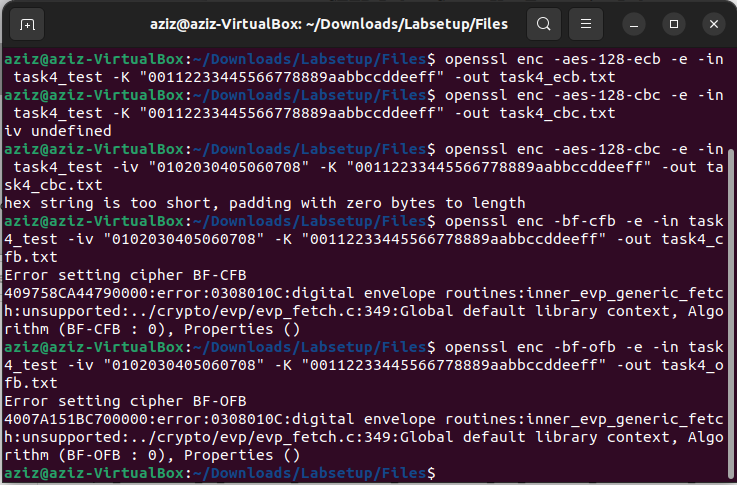 aziz@aziz-VirtualBox: ~/Downloads/Labsetup/Files
aziz@aziz-VirtualBox:~/Downloads/Labsetup/Files$ openssl enc -aes-128-ecb -e -in
 task4_test -K "00112233445566778889aabbccddeeff" -out task4_ecb.txt
aziz@aziz-VirtualBox:~/Downloads/Labsetup/Files$ openssl enc -aes-128-cbc -e -in
 task4_test -K "00112233445566778889aabbccddeeff" -out task4_cbc.txt
iv undefined
aziz@aziz-VirtualBox:~/Downloads/Labsetup/Files$ openssl enc -aes-128-cbc -e -in
 task4_test -iv "0102030405060708" -K "00112233445566778889aabbccddeeff" -out ta
sk4_cbc.txt
hex string is too short, padding with zero bytes to length
aziz@aziz-VirtualBox:~/Downloads/Labsetup/Files$ openssl enc -bf-cfb -e -in task
4_test -iv "0102030405060708" -K "00112233445566778889aabbccddeeff" -out task4_c
fb.txt
Error setting cipher BF-CFB
409758CA44790000:error:0308010C:digital envelope routines:inner_evp_generic_fetc
h:unsupported:../crypto/evp/evp_fetch.c:349:Global default library context, Algo
rithm (BF-CFB : 0), Properties ()
aziz@aziz-VirtualBox:~/Downloads/Labsetup/Files$ openssl enc -bf-ofb -e -in task
4_test -iv "0102030405060708" -K "00112233445566778889aabbccddeeff" -out task4_o
fb.txt
Error setting cipher BF-OFB
4007A151BC700000:error:0308010C:digital envelope routines:inner_evp_generic_fetc
h:unsupported:../crypto/evp/evp_fetch.c:349:Global default library context, Algo
rithm (BF-OFB : 0), Properties ()
aziz@aziz-VirtualBox:~/Downloads/Labsetup/Files$